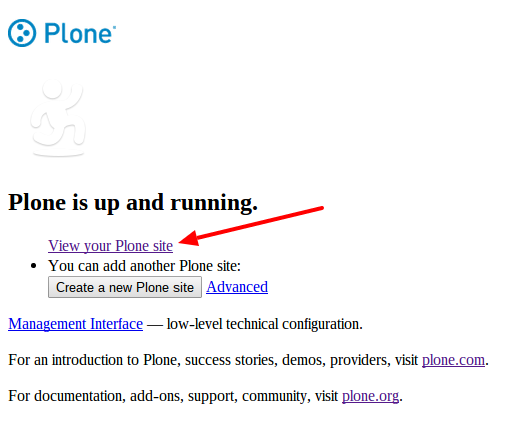 Plone
Plone is up and running.
View your Plone site
You can add another Plone site:
Create a new Plone site Advanced
Management Interface — low-level technical configuration.
For an introduction to Plone, success stories, demos, providers, visit plone.com.
For documentation, add-ons, support, community, visit plone.org.